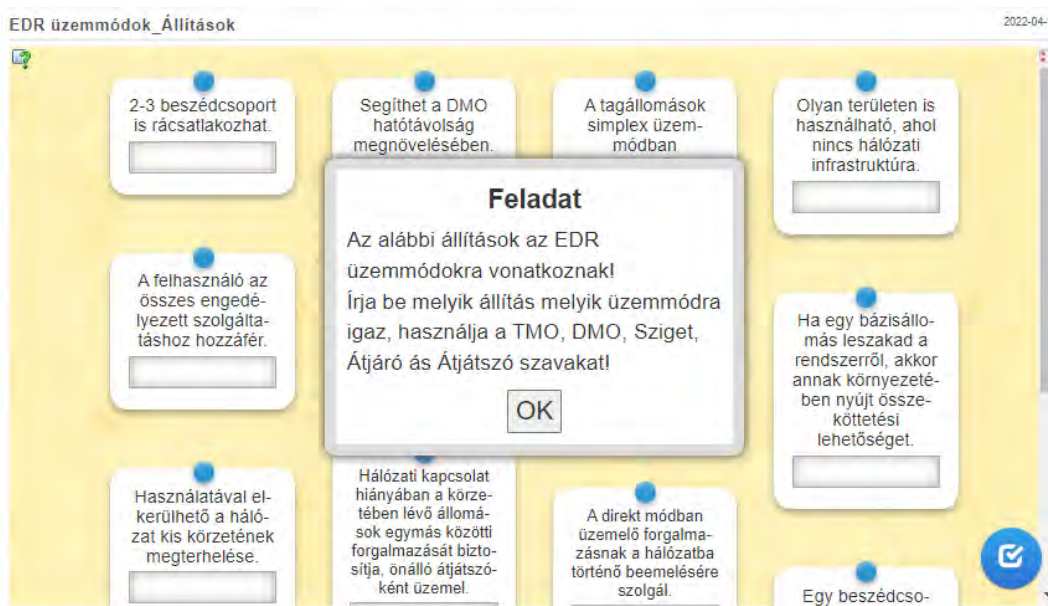 EDR üzemmódok_Állítások
2022-04-
2-3 beszédcsoport
is rácsatlakozhat.
Segíthet a DMO
hatótávolság
megnövelésében.
A tagállomások
simplex üzem-
módban
Olyan területen is
használható, ahol
nincs hálózati
infrastruktúra.
Feladat
Az alábbi állítások az EDR
üzemmódokra vonatkoznak!
Írja be melyik állítás melyik üzemmódra
igaz, használja a TMO, DMO, Sziget,
Átjáró ás Átjátszó szavakat!
OK
A felhasználó az
összes engedé-
lyezett szolgálta-
táshoz hozzáfér.
Ha egy bázisállo-
más leszakad a
rendszerről, akkor
annak környezeté-
ben nyújt össze-
köttetési
lehetőséget.
Használatával el-
kerülhető a háló-
zat kis körzetének
megterhelése.
Hálózati kapcsolat
hiányában a körze-
tében lévő állomá-
sok egymás közötti
forgalmazását bizto-
sítja, önálló átjátszó-
ként üzemel.
A direkt módban
üzemelő forgalma-
zásnak a hálózatba
történő beemelésére
szolgál.
Egy beszédcso-